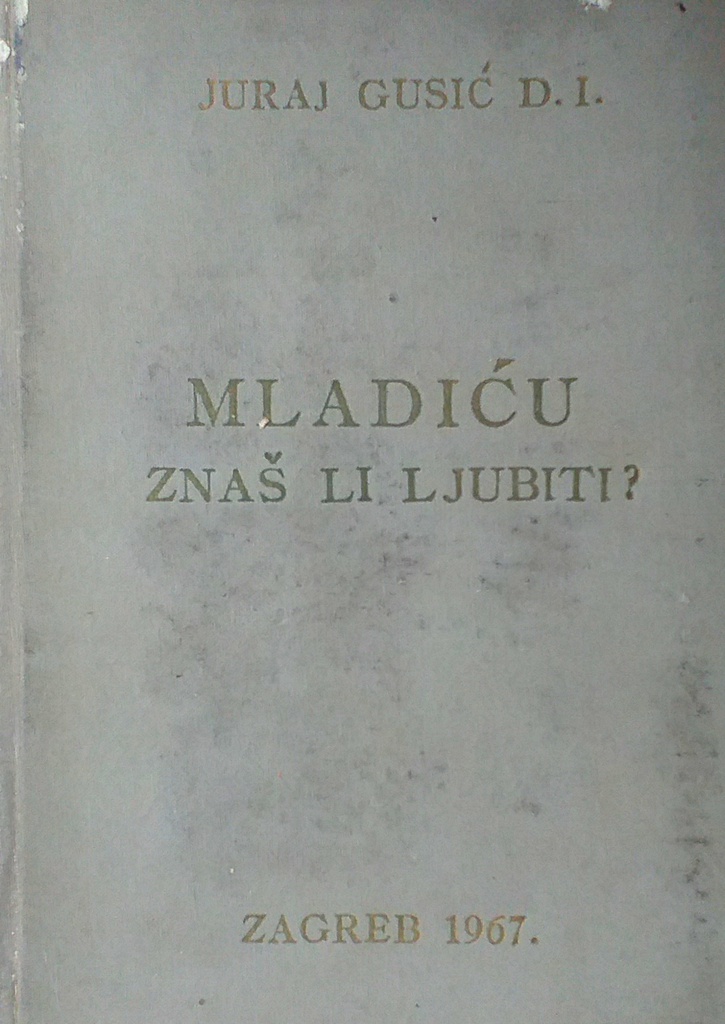 JURAJ GUSIĆ D. I.
MLADIĆU
ZNAŠ LI LJUBITI?
ZAGREB 1967.